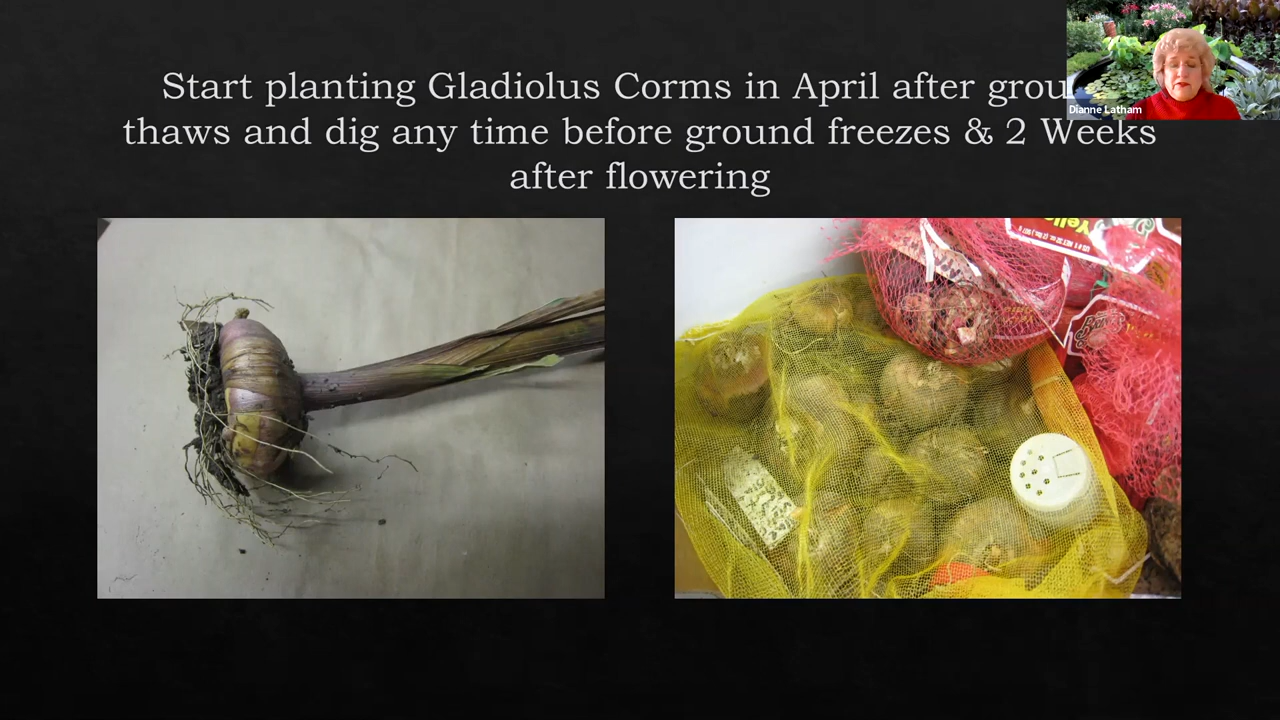 Start planting Gladiolus Corms in April after grou
thaws and dig any time before ground freezes & 2 Weeks
after flowering
Dianne Latham